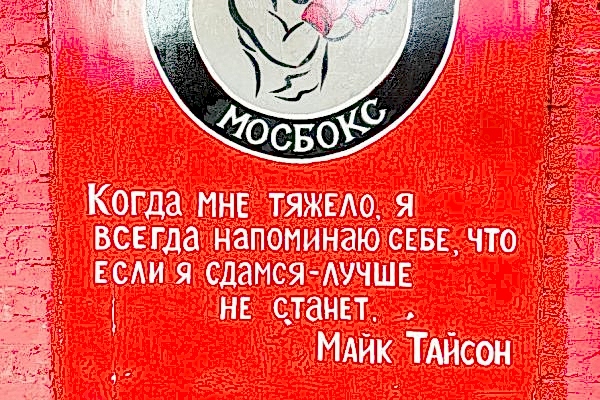 МОСБОКС
Когда мне тяжело, я
всегда напоминаю себе, что
если я сдамся-лучше
не станет.
Майк Тайсон